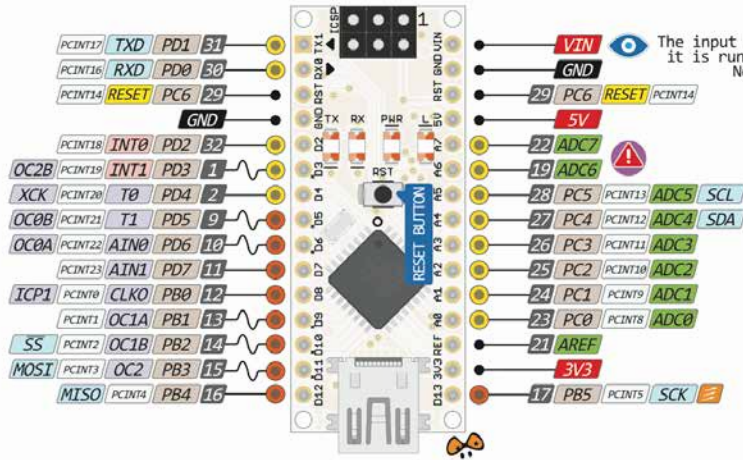 ICSP 1
PCINT17 TXD PD1 31 TX1 VIN VIN The input
PCINT16 RXD PD0 30 RX0 GND GND it is run
PCINT14 RESET PC6 29 RST RST 29 PC6 RESET PCINT14
GND GND 5V 5V
TX RX PWR L
PCINT18 INT0 PD2 32 D2 A7 22 ADC7
OC2B PCINT19 INT1 PD3 1 D3 A6 19 ADC6
RST
XCK PCINT20 T0 PD4 2 D4 A5 28 PC5 PCINT13 ADC5 SCL
OC0B PCINT21 T1 PD5 9 D5 A4 27 PC4 PCINT12 ADC4 SDA
OC0A PCINT22 AIN0 PD6 10 D6 A3 26 PC3 PCINT11 ADC3
RESET BUTTON
PCINT23 AIN1 PD7 11 D7 A2 25 PC2 PCINT10 ADC2
ICP1 PCINT0 CLKO PB0 12 D8 A1 24 PC1 PCINT9 ADC1
PCINT1 OC1A PB1 13 D9 A0 23 PC0 PCINT8 ADC0
SS PCINT2 OC1B PB2 14 D10 REF 21 AREF
MOSI PCINT3 OC2 PB3 15 D11 3V3 3V3
MISO PCINT4 PB4 16 D12 D13 17 PB5 PCINT5 SCK